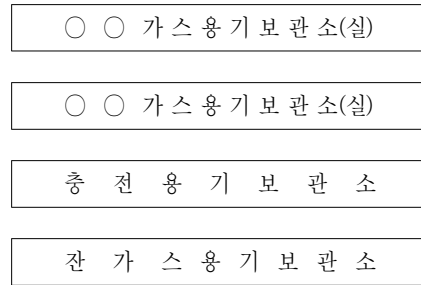 ○ ○ 가 스 용 기 보 관 소(실)
○ ○ 가 스 용 기 보 관 소(실)
충 전 용 기 보 관 소
잔 가 스 용 기 보 관 소